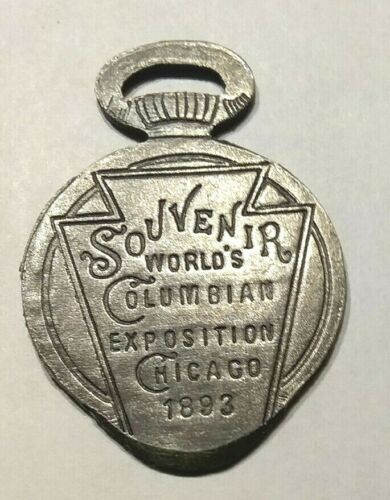 SOUVENIR
WORLD'S
COLUMBIAN
EXPOSITION
CHICAGO
1893